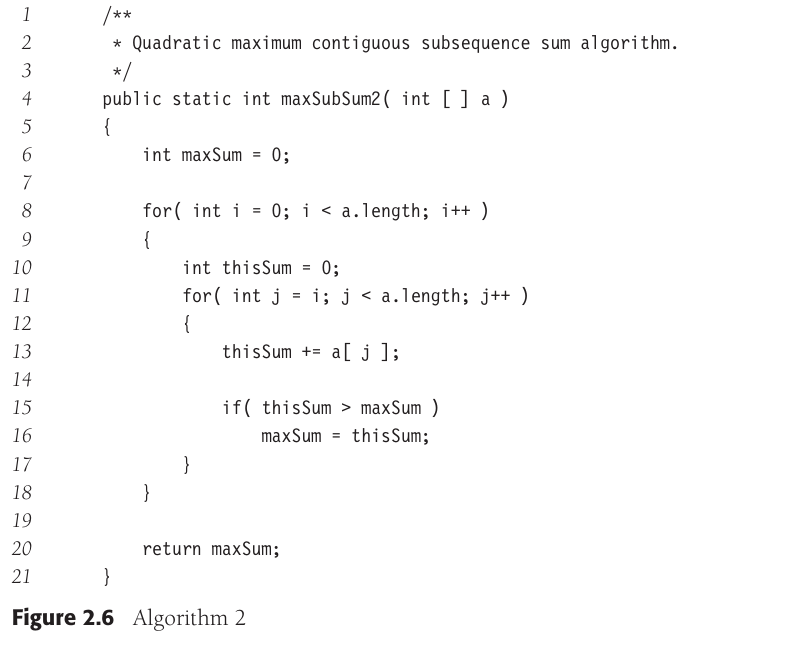 1 /**
2  * Quadratic maximum contiguous subsequence sum algorithm.
3  */
4 public static int maxSubSum2( int [ ] a )
5 {
6     int maxSum = 0;
7
8     for( int i = 0; i < a.length; i++ )
9     {
10         int thisSum = 0;
11         for( int j = i; j < a.length; j++ )
12         {
13             thisSum += a[ j ];
14
15             if( thisSum > maxSum )
16                 maxSum = thisSum;
17         }
18     }
19
20     return maxSum;
21 }
Figure 2.6 Algorithm 2